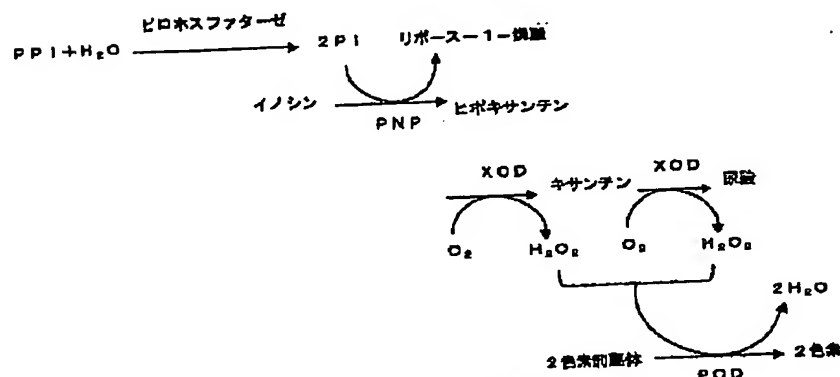 ピロホスファターゼ
PPi+H₂O 2Pi リボース-1-燐酸
イノシン ヒポキサンテン
PNP
XOD XOD
キサンテン 尿酸
O₂ H₂O₂ O₂ H₂O₂
2H₂O
2色素前駆体 2色素
POD